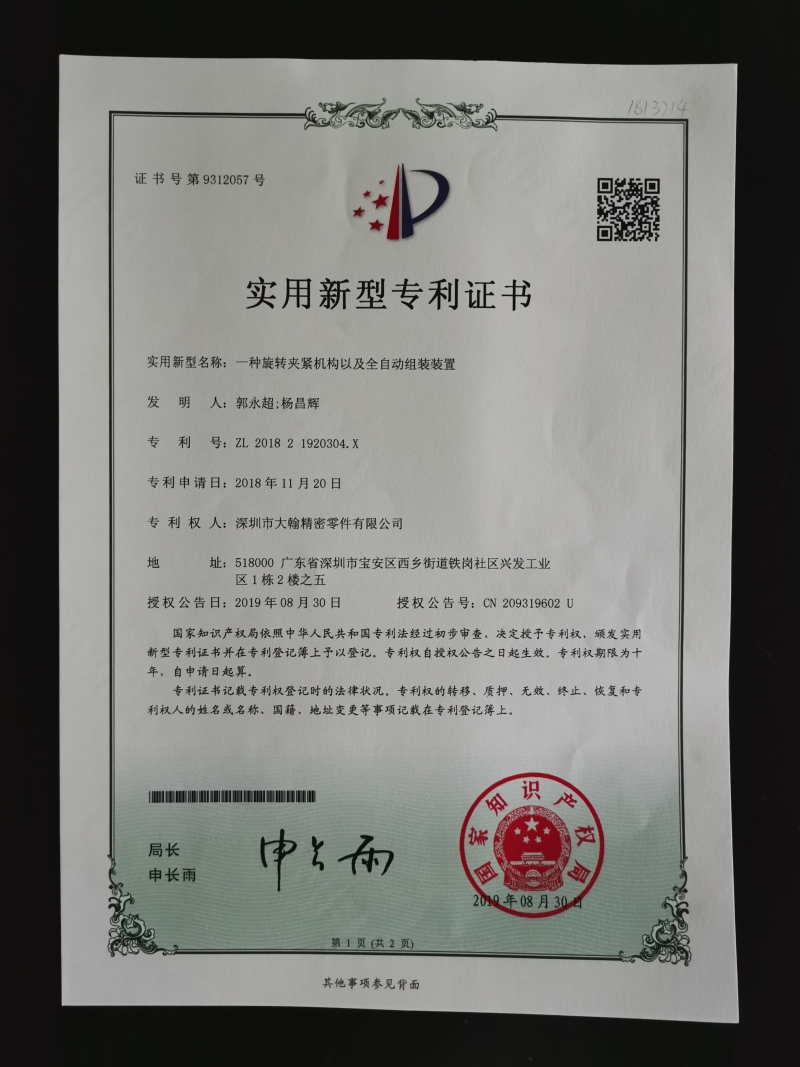 1813714
证书号第9312057号
实用新型专利证书
实用新型名称：一种旋转夹紧机构以及全自动组装装置
发明人：郭永超;杨昌辉
专利号：ZL 2018 2 1920304.X
专利申请日：2018年11月20日
专利权人：深圳市大翰精密零件有限公司
地址：518000 广东省深圳市宝安区西乡街道铁岗社区兴发工业
区1栋2楼之五
授权公告日：2019年08月30日 授权公告号：CN 209319602 U
国家知识产权局依照中华人民共和国专利法经过初步审查，决定授予专利权，颁发实用
新型专利证书并在专利登记簿上予以登记。专利权自授权公告之日起生效。专利权期限为十
年，自申请日起算。
专利证书记载专利权登记时的法律状况。专利权的转移、质押、无效、终止、恢复和专
利权人的姓名或名称、国籍、地址变更等事项记载在专利登记簿上。
局长
申长雨
申长雨
国家知识产权局
2019年08月30日
第 1 页 (共 2 页)
其他事项参见背面